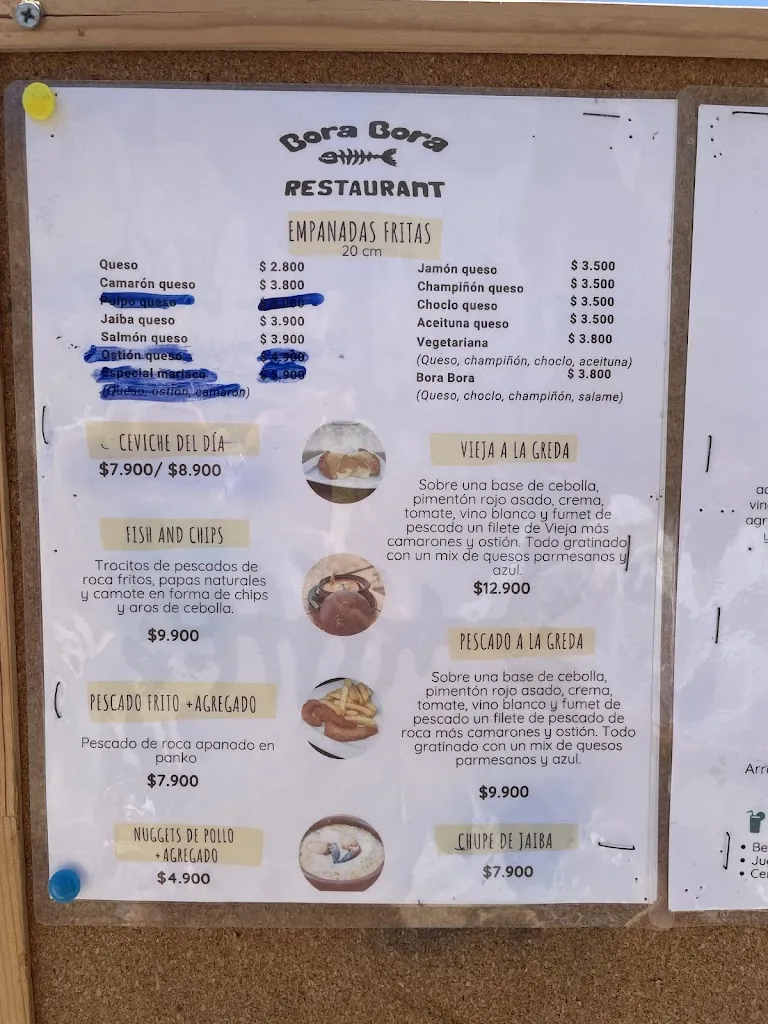 Bora Bora
RESTAURANT
EMPANADAS FRITAS
20 cm
Queso $ 2.800
Camarón queso $ 3.800
Pulpo queso
Jaiba queso $ 3.900
Salmón queso $ 3.900
Ostión queso $ 4.900
Especial marisco $ 4.900
(Queso, ostión, camarón)
Jamón queso $ 3.500
Champiñón queso $ 3.500
Choclo queso $ 3.500
Aceituna queso $ 3.500
Vegetariana $ 3.800
(Queso, champiñón, choclo, aceituna)
Bora Bora $ 3.800
(Queso, choclo, champiñón, salame)
CEVICHE DEL DÍA
$7.900/ $8.900
FISH AND CHIPS
Trocitos de pescados de
roca fritos, papas naturales
y camote en forma de chips
y aros de cebolla.
$9.900
PESCADO FRITO +AGREGADO
Pescado de roca apanado en
panko
$7.900
NUGGETS DE POLLO
+AGREGADO
$4.900
VIEJA A LA GREDA
Sobre una base de cebolla,
pimentón rojo asado, crema,
tomate, vino blanco y fumet de
pescado un filete de Vieja más
camarones y ostión. Todo gratinado
con un mix de quesos parmesanos y
azul.
$12.900
PESCADO A LA GREDA
Sobre una base de cebolla,
pimentón rojo asado, crema,
tomate, vino blanco y fumet de
pescado un filete de pescado de
roca más camarones y ostión. Todo
gratinado con un mix de quesos
parmesanos y azul.
$9.900
CHUPE DE JAIBA
$7.900